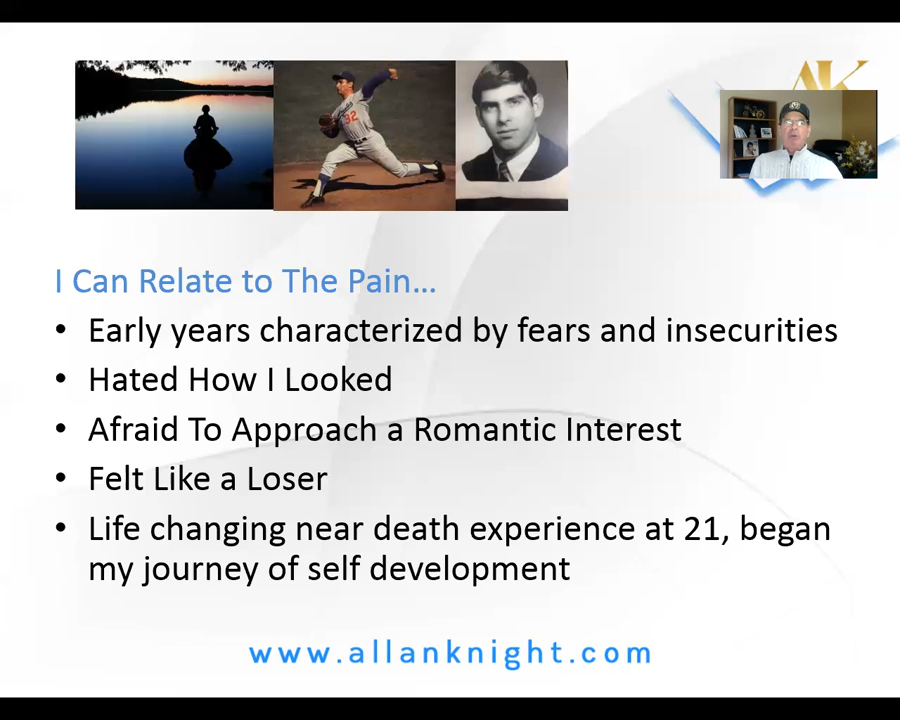 AK
32
I Can Relate to The Pain...
• Early years characterized by fears and insecurities
• Hated How I Looked
• Afraid To Approach a Romantic Interest
• Felt Like a Loser
• Life changing near death experience at 21, began
my journey of self development
www.allanknight.com